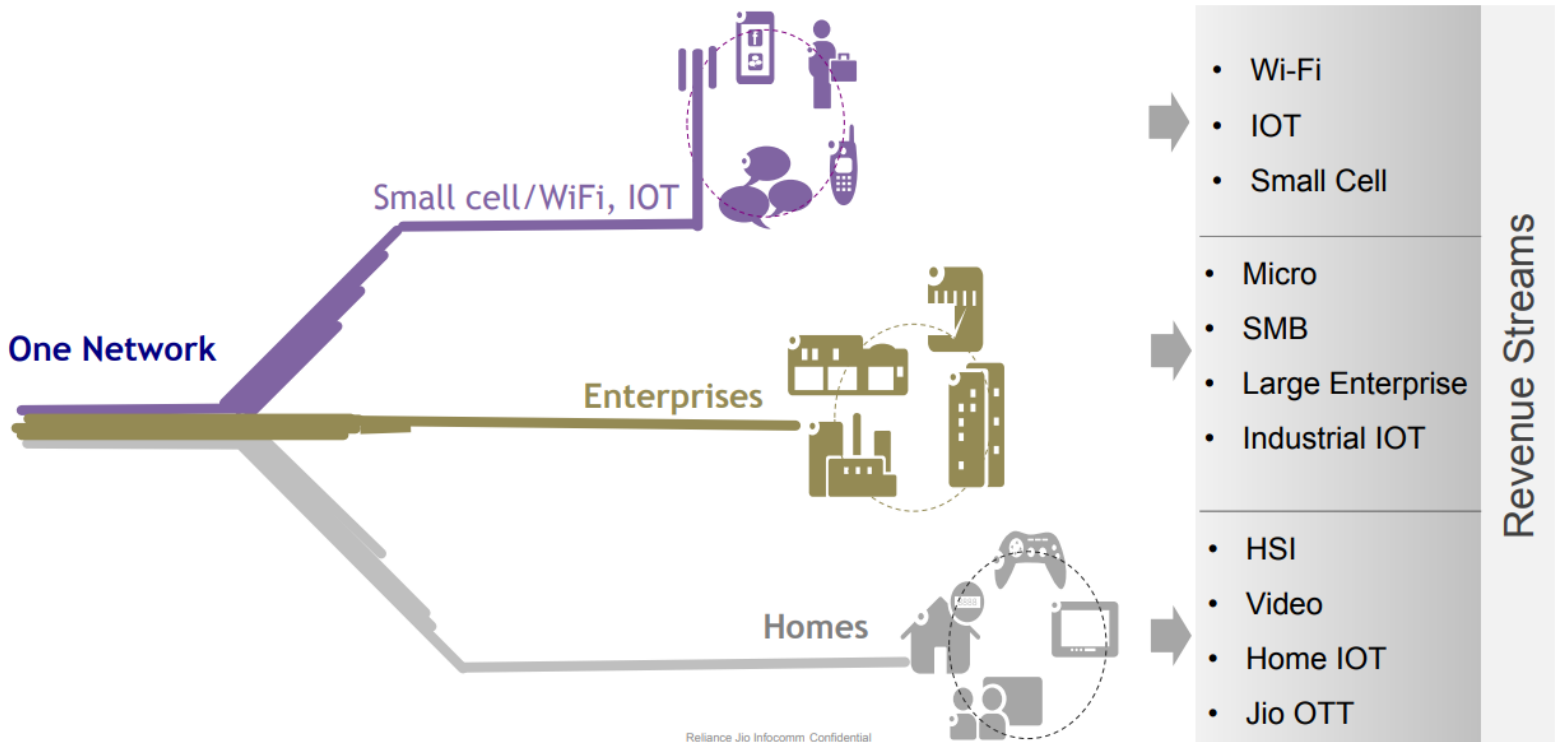 Small cell/WiFi, IOT
One Network
Enterprises
Homes
• Wi-Fi
• IOT
• Small Cell
• Micro
• SMB
• Large Enterprise
• Industrial IOT
• HSI
• Video
• Home IOT
• Jio OTT
Revenue Streams
Reliance Jio Infocomm Confidential